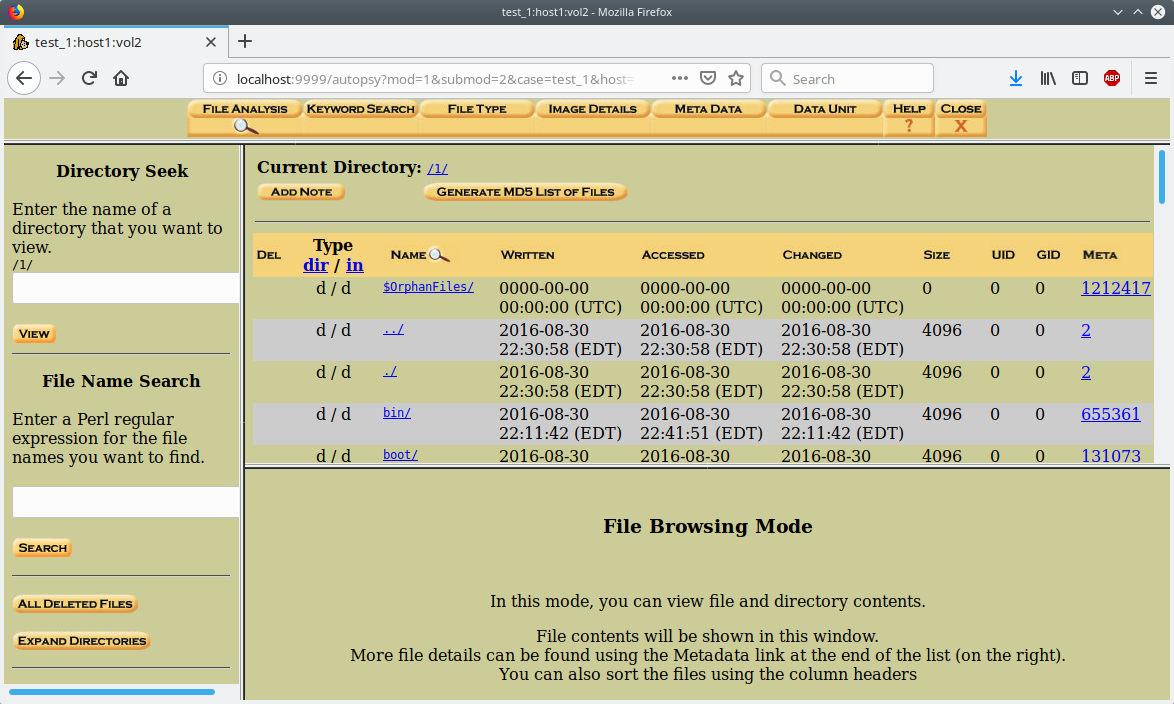 test_1:host1:vol2 - Mozilla Firefox
test_1:host1:vol2
localhost:9999/autopsy?mod=1&submod=2&case=test_1&host=
Search
ABP
FILE ANALYSIS KEYWORD SEARCH FILE TYPE IMAGE DETAILS META DATA DATA UNIT HELP CLOSE
? X
Directory Seek
Enter the name of a
directory that you want to
view.
/1/
VIEW
File Name Search
Enter a Perl regular
expression for the file
names you want to find.
SEARCH
ALL DELETED FILES
EXPAND DIRECTORIES
Current Directory: /1/
ADD NOTE GENERATE MD5 LIST OF FILES
DEL Type NAME WRITTEN ACCESSED CHANGED SIZE UID GID META
dir / in
d / d $OrphanFiles/ 0000-00-00 0000-00-00 0000-00-00 0 0 0 1212417
00:00:00 (UTC) 00:00:00 (UTC) 00:00:00 (UTC)
d / d ../ 2016-08-30 2016-08-30 2016-08-30 4096 0 0 2
22:30:58 (EDT) 22:30:58 (EDT) 22:30:58 (EDT)
d / d ./ 2016-08-30 2016-08-30 2016-08-30 4096 0 0 2
22:30:58 (EDT) 22:30:58 (EDT) 22:30:58 (EDT)
d / d bin/ 2016-08-30 2016-08-30 2016-08-30 4096 0 0 655361
22:11:42 (EDT) 22:41:51 (EDT) 22:11:42 (EDT)
d / d boot/ 2016-08-30 2016-08-30 2016-08-30 4096 0 0 131073
File Browsing Mode
In this mode, you can view file and directory contents.
File contents will be shown in this window.
More file details can be found using the Metadata link at the end of the list (on the right).
You can also sort the files using the column headers